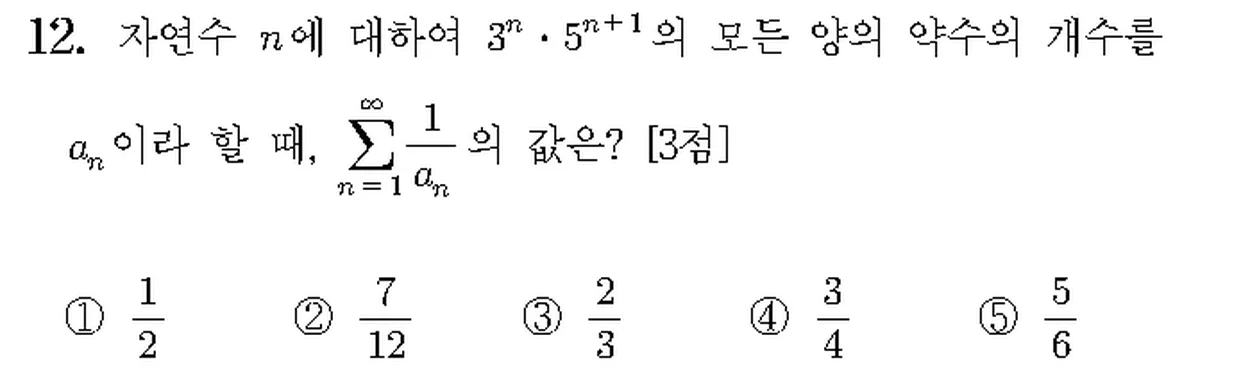 12. 자연수 n에 대하여 3ⁿ · 5ⁿ⁺¹의 모든 양의 약수의 개수를
aₙ이라 할 때, ∑_{n=1}^{∞} 1/aₙ 의 값은? [3점]
① 1/2 ② 7/12 ③ 2/3 ④ 3/4 ⑤ 5/6